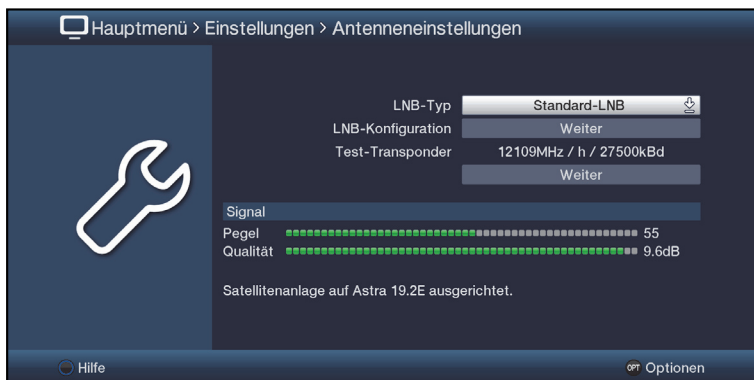 Hauptmenü > Einstellungen > Antenneneinstellungen
LNB-Typ Standard-LNB
LNB-Konfiguration Weiter
Test-Transponder 12109MHz / h / 27500kBd
Weiter
Signal
Pegel 55
Qualität 9.6dB
Satellitenanlage auf Astra 19.2E ausgerichtet.
Hilfe OPT Optionen